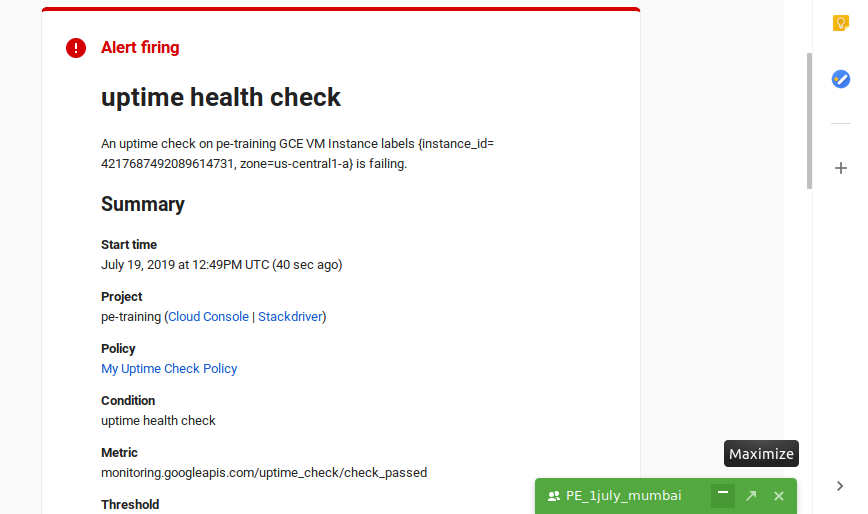 Alert firing
uptime health check
An uptime check on pe-training GCE VM Instance labels {instance_id=
4217687492089614731, zone=us-central1-a} is failing.
Summary
Start time
July 19, 2019 at 12:49PM UTC (40 sec ago)
Project
pe-training (Cloud Console | Stackdriver)
Policy
My Uptime Check Policy
Condition
uptime health check
Metric
monitoring.googleapis.com/uptime_check/check_passed
Threshold
Maximize
PE_1july_mumbai